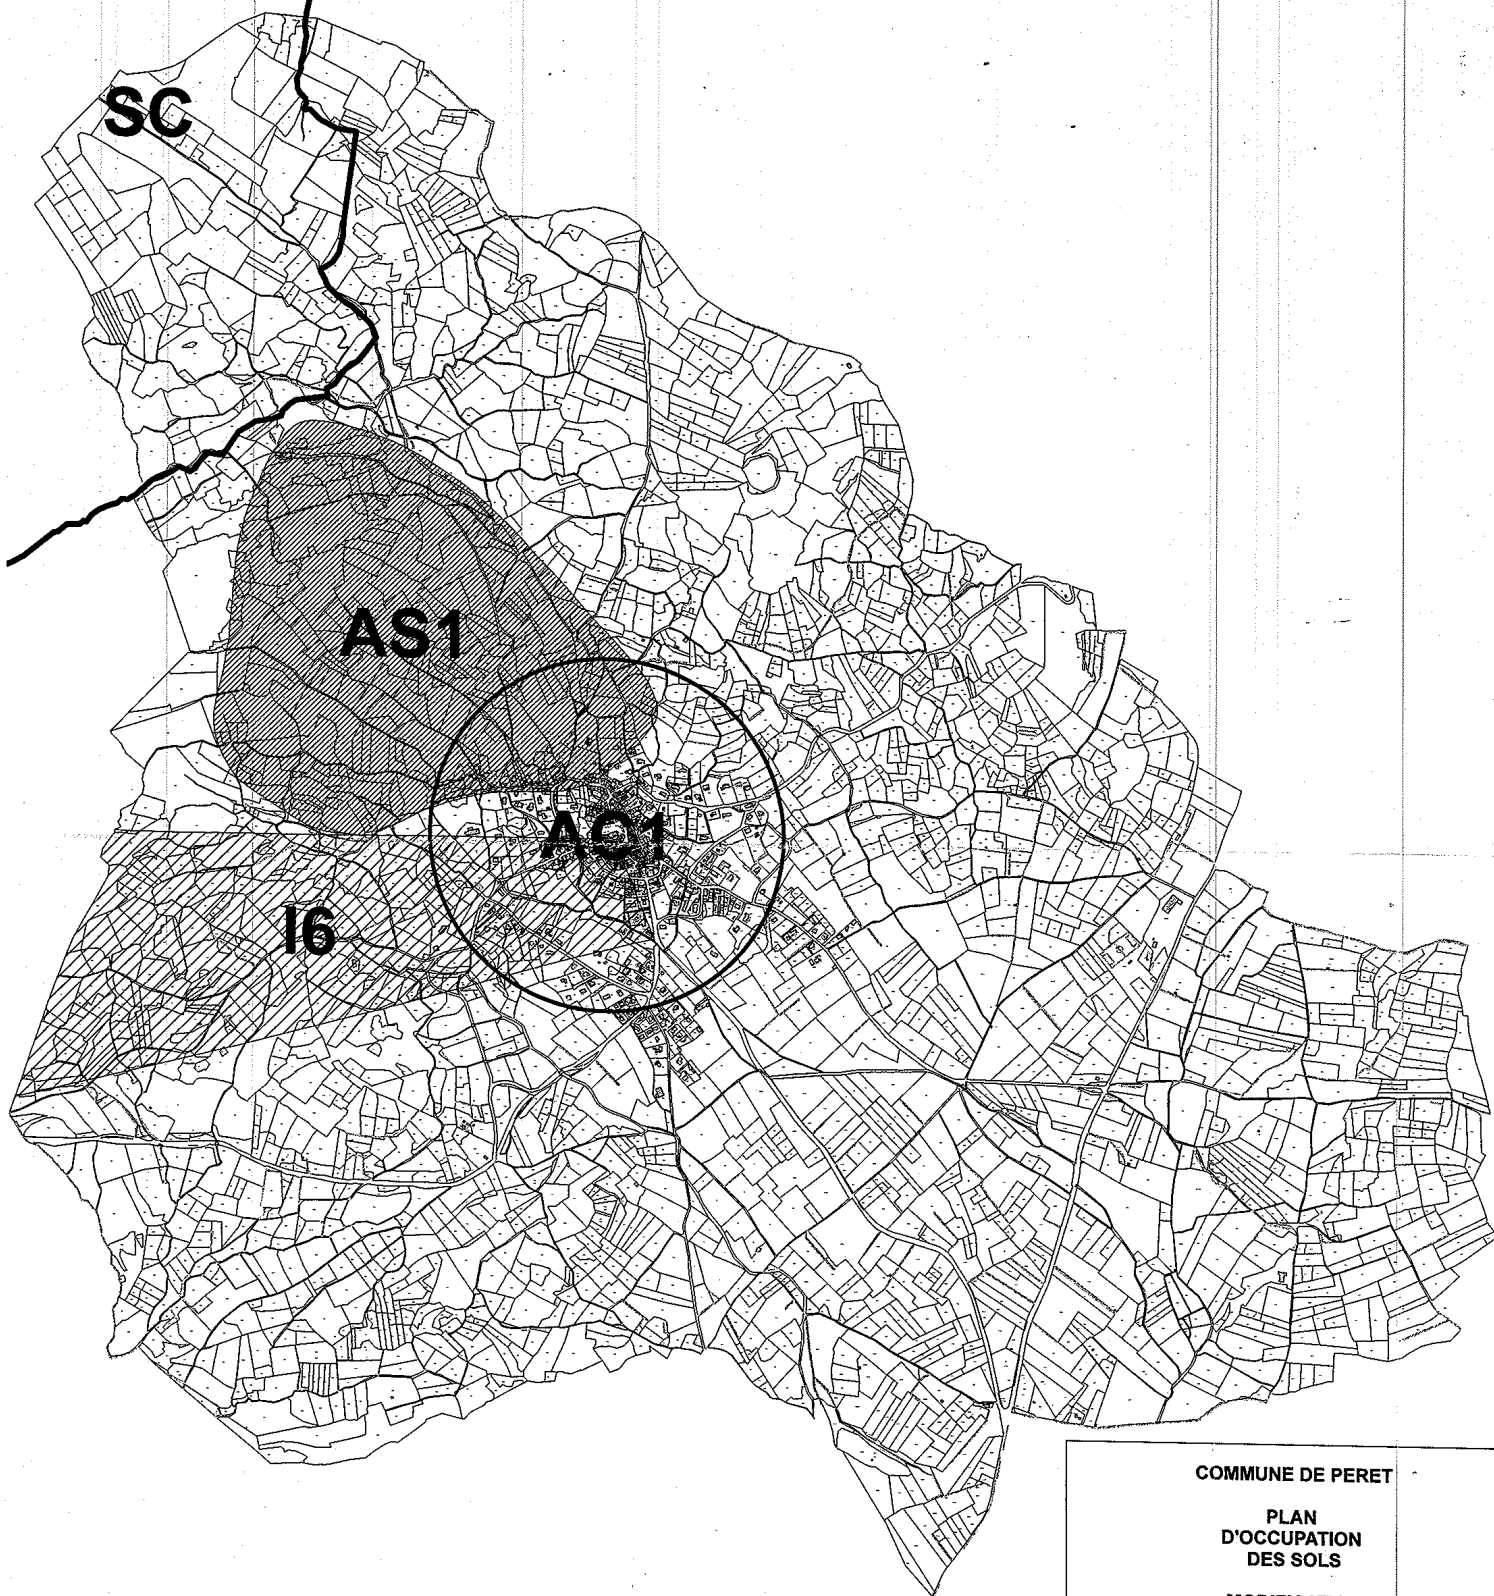 SC
AS1
AC1
I6
COMMUNE DE PERET
PLAN
D'OCCUPATION
DES SOLS